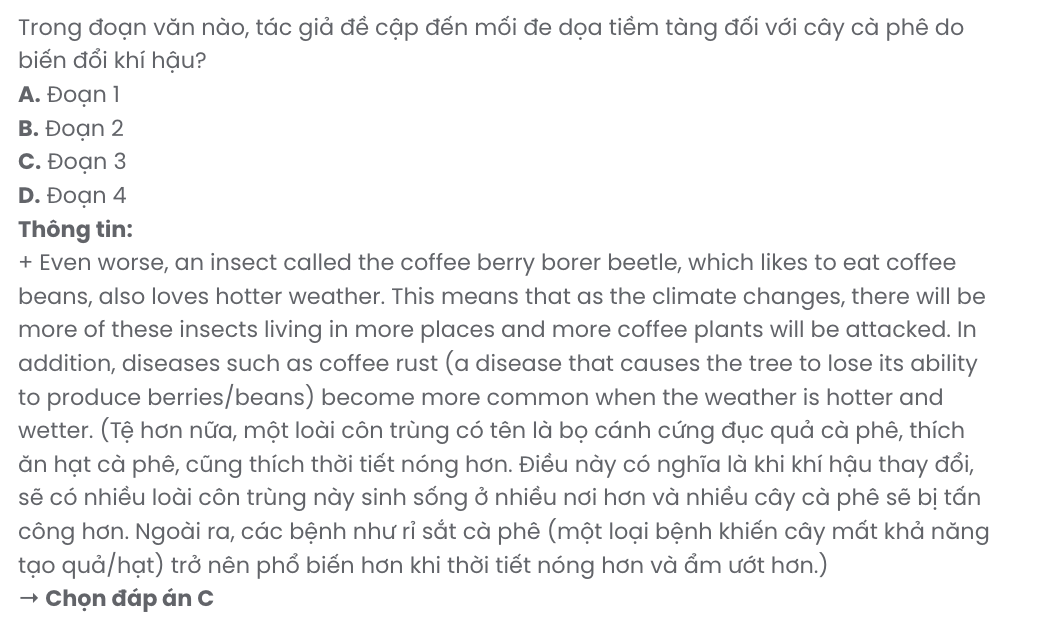 Trong đoạn văn nào, tác giả đề cập đến mối đe dọa tiềm tàng đối với cây cà phê do
biến đổi khí hậu?
A. Đoạn 1
B. Đoạn 2
C. Đoạn 3
D. Đoạn 4
Thông tin:
+ Even worse, an insect called the coffee berry borer beetle, which likes to eat coffee
beans, also loves hotter weather. This means that as the climate changes, there will be
more of these insects living in more places and more coffee plants will be attacked. In
addition, diseases such as coffee rust (a disease that causes the tree to lose its ability
to produce berries/beans) become more common when the weather is hotter and
wetter. (Tệ hơn nữa, một loài côn trùng có tên là bọ cánh cứng đục quả cà phê, thích
ăn hạt cà phê, cũng thích thời tiết nóng hơn. Điều này có nghĩa là khi khí hậu thay đổi,
sẽ có nhiều loài côn trùng này sinh sống ở nhiều nơi hơn và nhiều cây cà phê sẽ bị tấn
công hơn. Ngoài ra, các bệnh như rỉ sắt cà phê (một loại bệnh khiến cây mất khả năng
tạo quả/hạt) trở nên phổ biến hơn khi thời tiết nóng hơn và ẩm ướt hơn.)
→ Chọn đáp án C